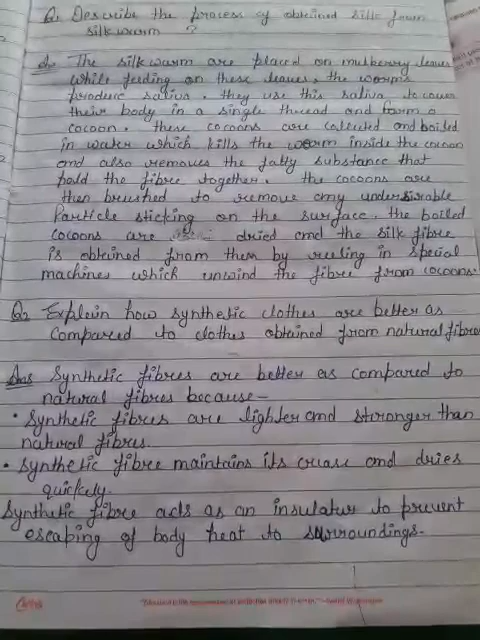 Q. Describe the process of obtained silk from
silkwarm ?
The silkwarm are placed on mulberry leaves
while feeding on these leaves, the worms
produce saliva. they use this saliva to cover
their body in a single thread and form a
cocoon. These cocoons are collected and boiled
in water which kills the worm inside the cocoon
and also removes the fatty substance that
hold the fibre together. the cocoons are
then brushed to remove any undersirable
Particle sticking on the surface. the boiled
cocoons are dried and the silk fibre
is obtained from them by reeling in special
machines which unwind the fibre from cocoons.
Q2 Explain how synthetic clothes are better as
compared to clothes obtained from natural fibre
Ans Synthetic fibres are better as compared to
natural fibres because-
• Synthetic fibres are lighter and stronger than
natural fibres.
• Synthetic fibre maintains its crease and dries
quickly.
Synthetic fibre acts as an insulator to prevent
escaping of body heat to surroundings.